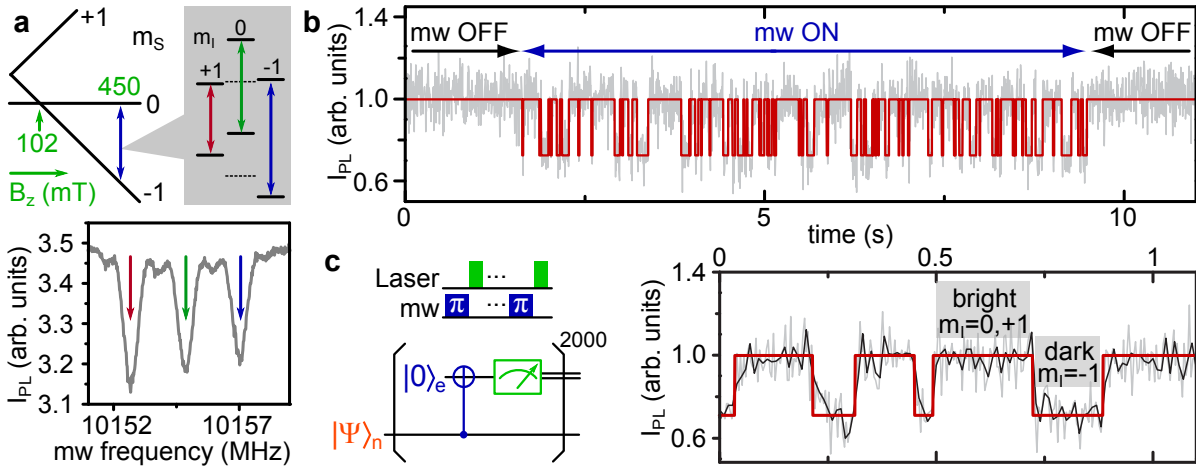 a
+1
m_S
m_I
0
+1
-1
450
0
102
B_z (mT)
-1
I_PL (arb. units)
3.5
3.4
3.3
3.2
3.1
10152
10157
mw frequency (MHz)
b
I_PL (arb. units)
1.4
1.0
0.6
mw OFF
mw ON
mw OFF
0
5
10
time (s)
c
Laser
...
mw
π
...
π
2000
|0⟩_e
|Ψ⟩_n
0
0.5
1
I_PL (arb. units)
1.4
1.0
0.6
bright
m_I=0,+1
dark
m_I=-1